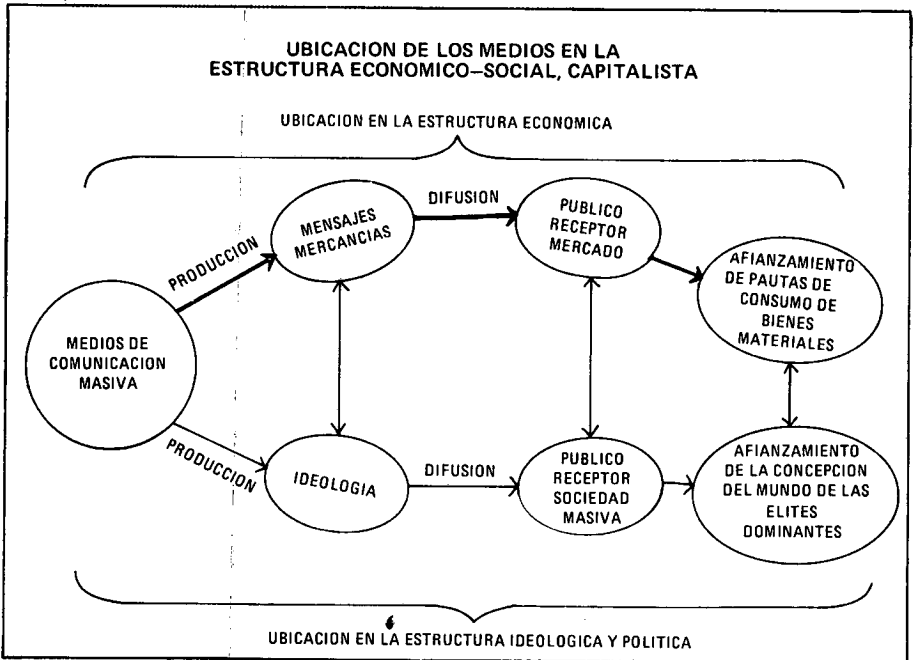 UBICACION DE LOS MEDIOS EN LA
ESTRUCTURA ECONOMICO–SOCIAL, CAPITALISTA
UBICACION EN LA ESTRUCTURA ECONOMICA
PRODUCCION
MENSAJES
MERCANCIAS
DIFUSION
PUBLICO
RECEPTOR
MERCADO
AFIANZAMIENTO
DE PAUTAS DE
CONSUMO DE
BIENES
MATERIALES
MEDIOS DE
COMUNICACION
MASIVA
PRODUCCION
IDEOLOGIA
DIFUSION
PUBLICO
RECEPTOR
SOCIEDAD
MASIVA
AFIANZAMIENTO
DE LA CONCEPCION
DEL MUNDO DE LAS
ELITES
DOMINANTES
UBICACION EN LA ESTRUCTURA IDEOLOGICA Y POLITICA